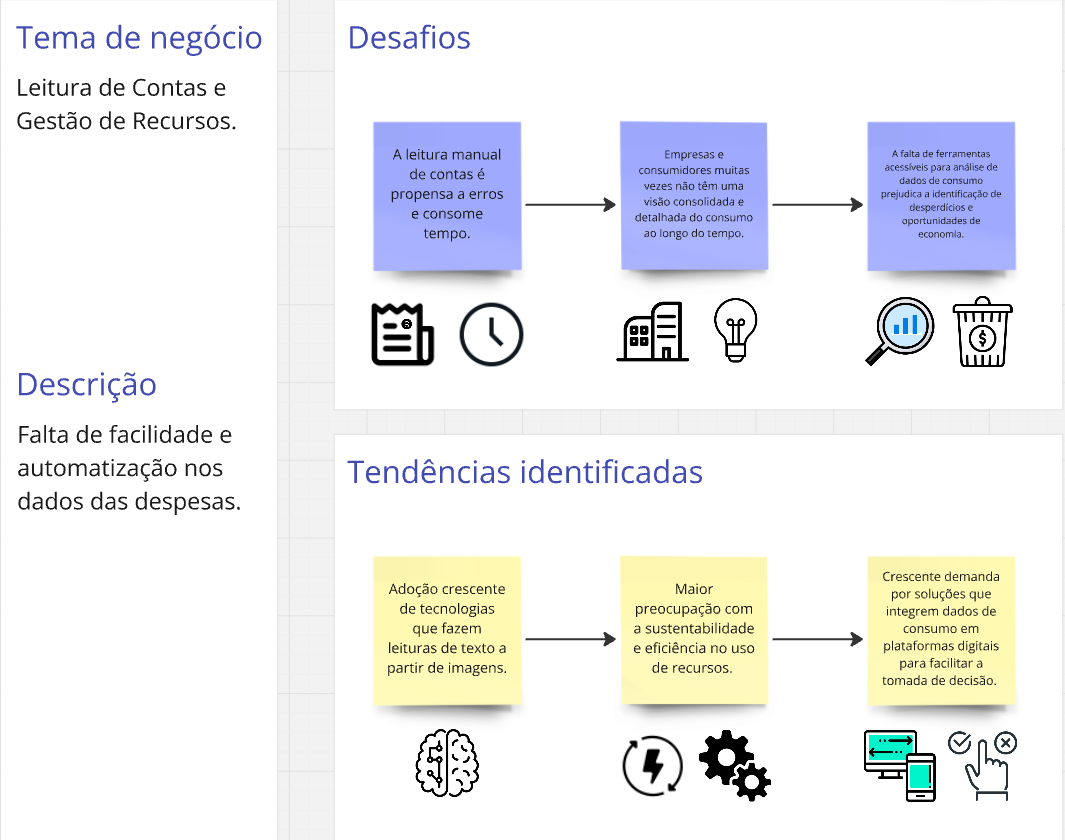 Tema de negócio
Leitura de Contas e
Gestão de Recursos.
Descrição
Falta de facilidade e
automatização nos
dados das despesas.
Desafios
A leitura manual
de contas é
propensa a erros
e consome
tempo.
Empresas e
consumidores muitas
vezes não têm uma
visão consolidada e
detalhada do consumo
ao longo do tempo.
A falta de ferramentas
acessíveis para análise de
dados de consumo
prejudica a identificação de
desperdícios e
oportunidades de
economia.
$
Tendências identificadas
Adoção crescente
de tecnologias
que fazem
leituras de texto a
partir de imagens.
Maior
preocupação com
a sustentabilidade
e eficiência no uso
de recursos.
Crescente demanda
por soluções que
integrem dados de
consumo em
plataformas digitais
para facilitar a
tomada de decisão.